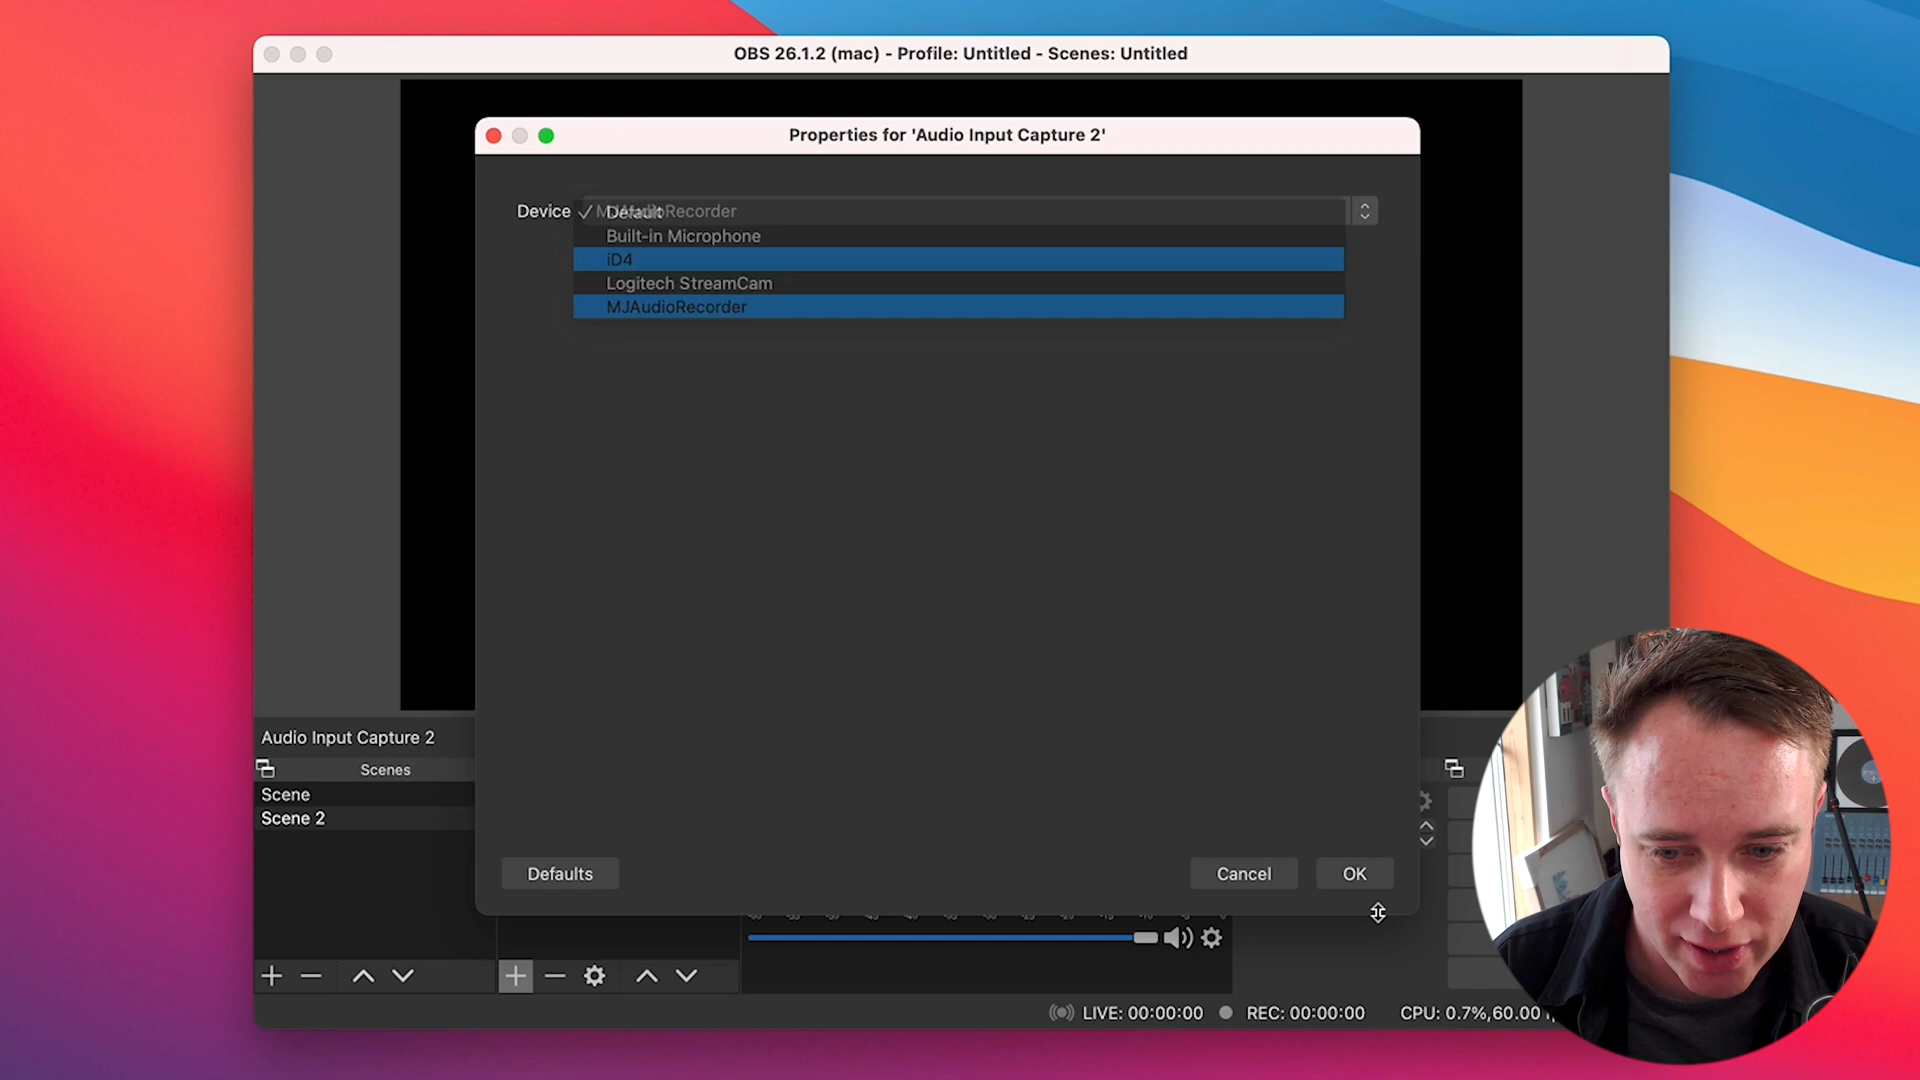 OBS 26.1.2 (mac) - Profile: Untitled - Scenes: Untitled
Properties for 'Audio Input Capture 2'
Device ✓ MJAudioRecorder
Default
Built-in Microphone
iD4
Logitech StreamCam
MJAudioRecorder
Audio Input Capture 2
Scenes
Scene
Scene 2
Defaults
Cancel
OK
LIVE: 00:00:00
REC: 00:00:00
CPU: 0.7%,60.00